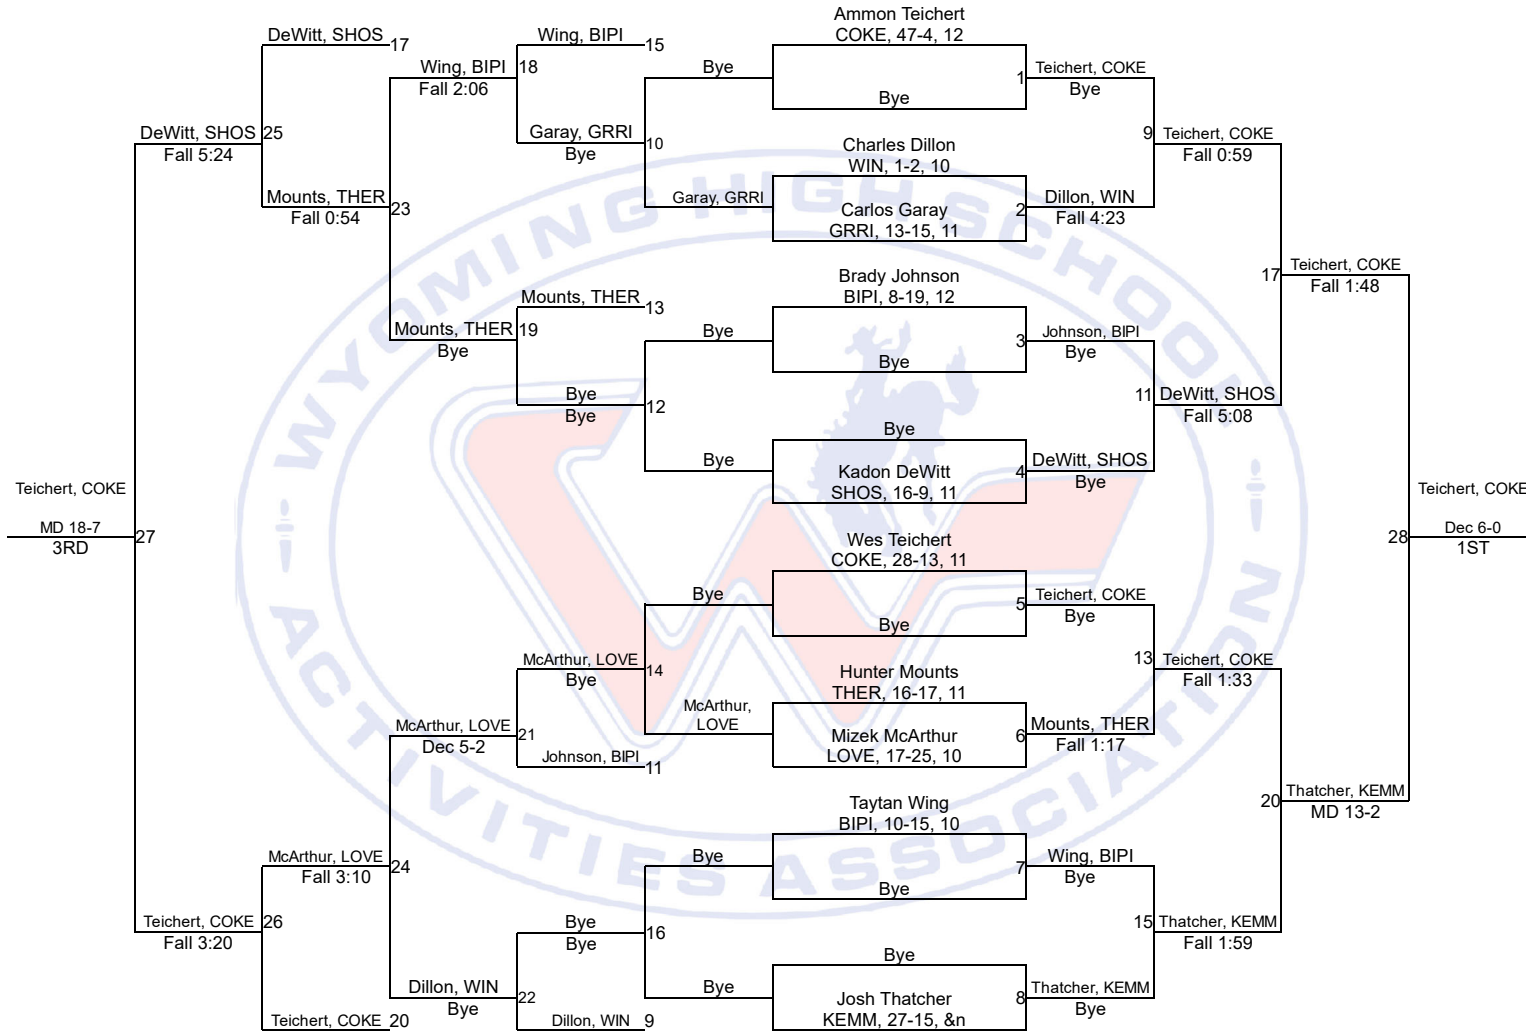 Ammon Teichert
DeWitt, SHOS 17
Wing, BIPI 15
COKE, 47-4, 12
Wing, BIPI 18
Bye
1 Teichert, COKE
Fall 2:06
Bye
Bye
DeWitt, SHOS 25
Garay, GRRI 10
9 Teichert, COKE
Fall 5:24
Bye
Charles Dillon
Fall 0:59
WIN, 1-2, 10
Mounts, THER 23
Garay, GRRI
2 Dillon, WIN
Fall 0:54
Carlos Garay
Fall 4:23
GRRI, 13-15, 11
17 Teichert, COKE
Brady Johnson
Fall 1:48
Mounts, THER 13
BIPI, 8-19, 12
Mounts, THER 19
Bye
3 Johnson, BIPI
Bye
Bye
Bye
Bye 12
11 DeWitt, SHOS
Bye
Fall 5:08
Bye
Bye
4 DeWitt, SHOS
Kadon DeWitt
Bye
SHOS, 16-9, 11
Teichert, COKE
Teichert, COKE
MD 18-7 27
28 Dec 6-0
3RD
1ST
Wes Teichert
COKE, 28-13, 11
Bye
5 Teichert, COKE
Bye
Bye
McArthur, LOVE 14
13 Teichert, COKE
Bye
Hunter Mounts
Fall 1:33
THER, 16-17, 11
McArthur,
LOVE
McArthur, LOVE 21
6 Mounts, THER
Dec 5-2
Mizek McArthur
Fall 1:17
LOVE, 17-25, 10
Johnson, BIPI 11
20 Thatcher, KEMM
MD 13-2
Taytan Wing
BIPI, 10-15, 10
McArthur, LOVE 24
Bye
7 Wing, BIPI
Fall 3:10
Bye
Bye
Teichert, COKE 26
Bye 16
15 Thatcher, KEMM
Fall 3:20
Bye
Fall 1:59
Bye
Dillon, WIN 22
Bye
8 Thatcher, KEMM
Bye
Josh Thatcher
Bye
Teichert, COKE 20
Dillon, WIN 9
KEMM, 27-15, &n
WYOMING HIGH SCHOOL
ACTIVITIES ASSOCIATION